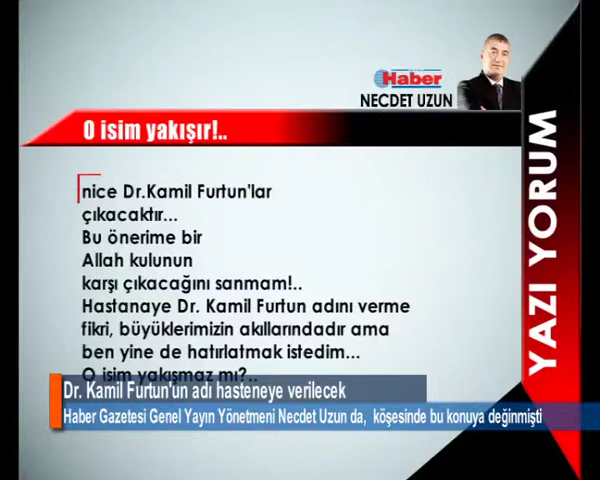 Haber
NECDET UZUN
O isim yakışır!..
nice Dr.Kamil Furtun'lar
çıkacaktır...
Bu önerime bir
Allah kulunun
karşı çıkacağını sanmam!..
Hastanaye Dr. Kamil Furtun adını verme
fikri, büyüklerimizin akıllarındadır ama
ben yine de hatırlatmak istedim...
O isim yakışmaz mı?..
Dr. Kamil Furtun'un adı hasteneye verilecek
Haber Gazetesi Genel Yayın Yönetmeni Necdet Uzun da, köşesinde bu konuya değinmişti
YAZI YORUM